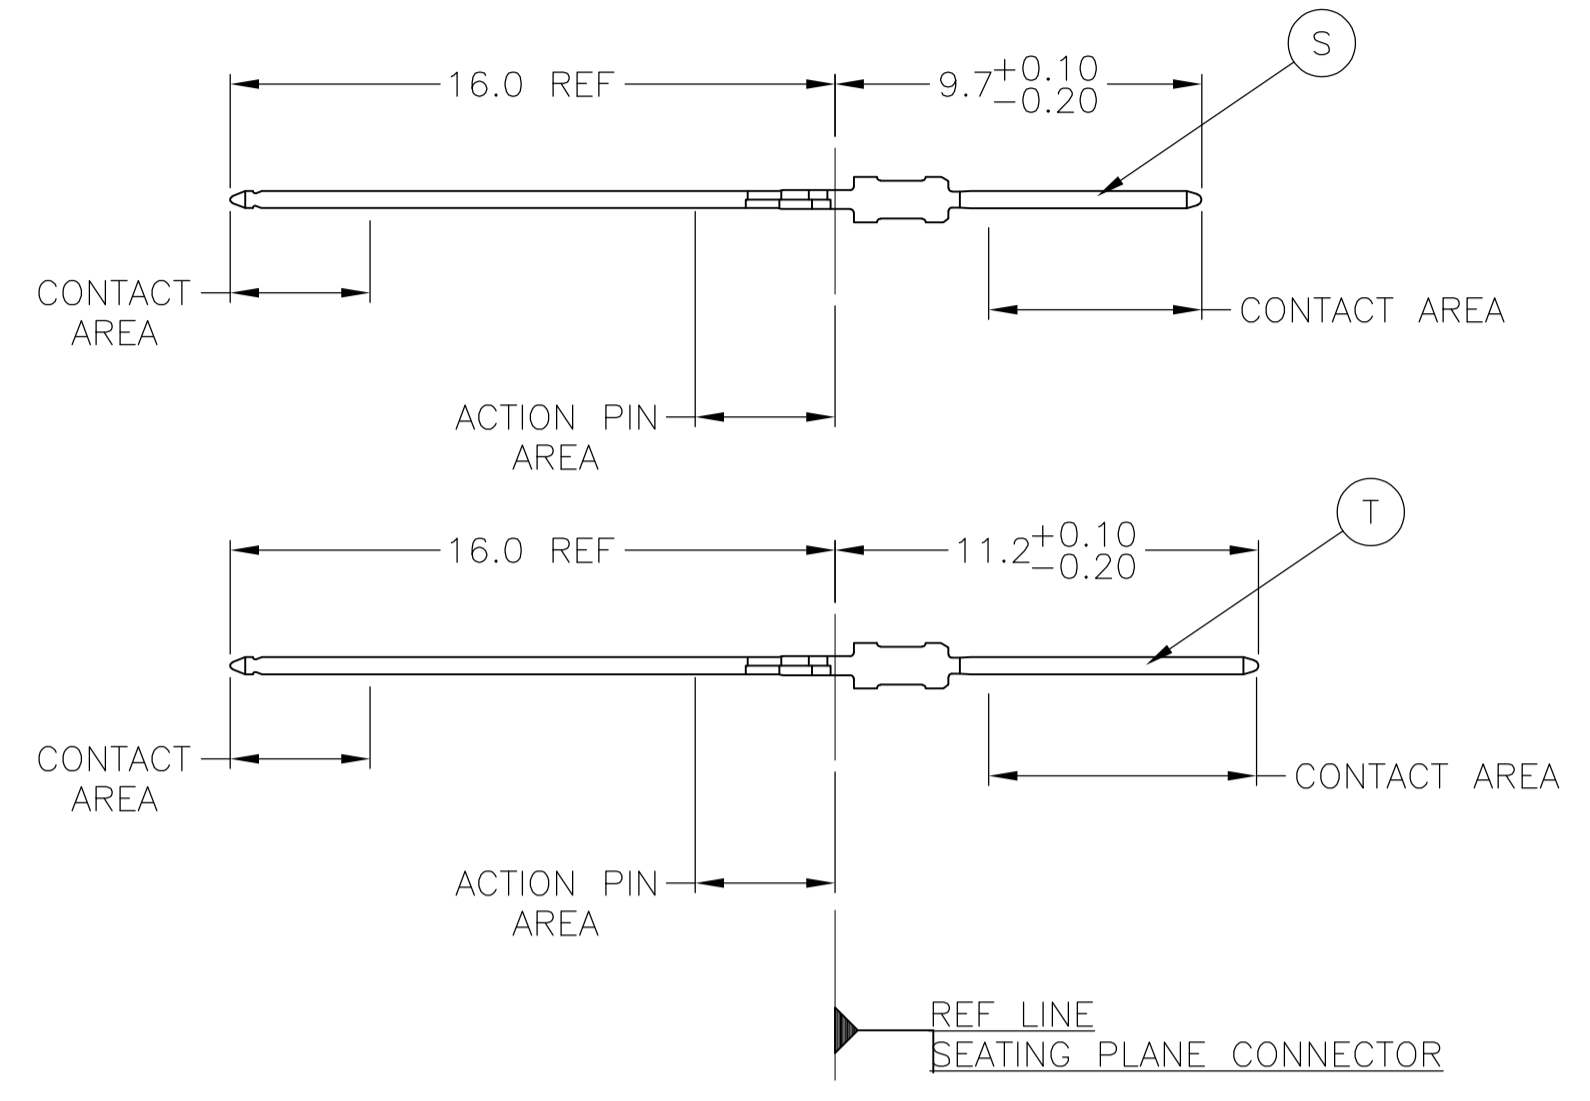 S
16.0 REF
9.7 +0.10
-0.20
CONTACT
AREA
CONTACT AREA
ACTION PIN
AREA
T
16.0 REF
11.2 +0.10
-0.20
CONTACT
AREA
CONTACT AREA
ACTION PIN
AREA
REF LINE
SEATING PLANE CONNECTOR